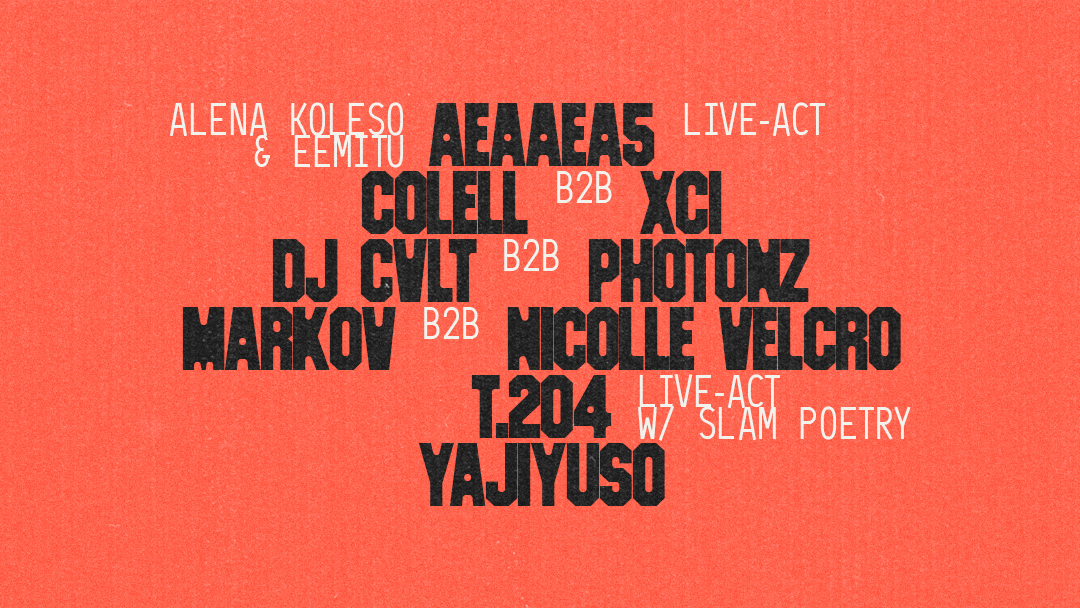 ALENA KOLESO & EEMITU AEAAEA5 LIVE-ACT
COLELL B2B XCI
DJ CVLT B2B PHOTONZ
MARKOV B2B NICOLLE VELCRO
T.204 LIVE-ACT W/ SLAM POETRY
YAJIYUSO